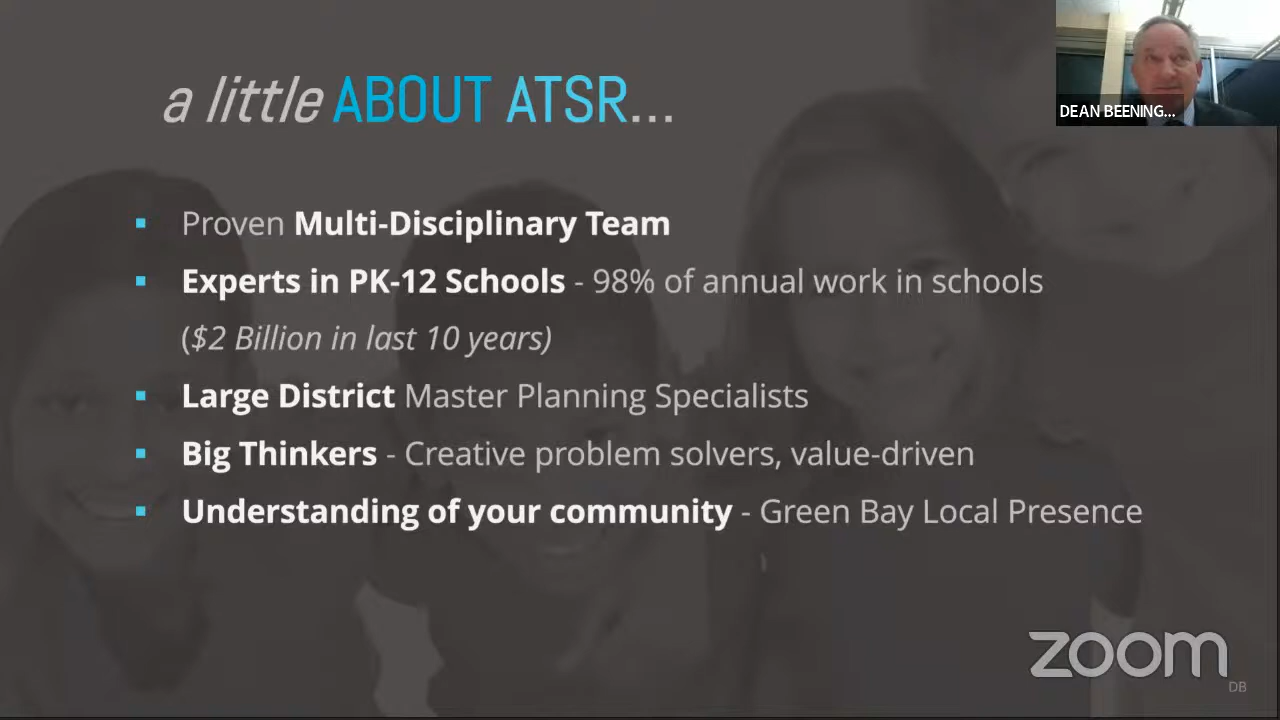 a little ABOUT ATSR...
DEAN BEENING...
▪ Proven Multi-Disciplinary Team
▪ Experts in PK-12 Schools - 98% of annual work in schools
($2 Billion in last 10 years)
▪ Large District Master Planning Specialists
▪ Big Thinkers - Creative problem solvers, value-driven
▪ Understanding of your community - Green Bay Local Presence
zoom
DB